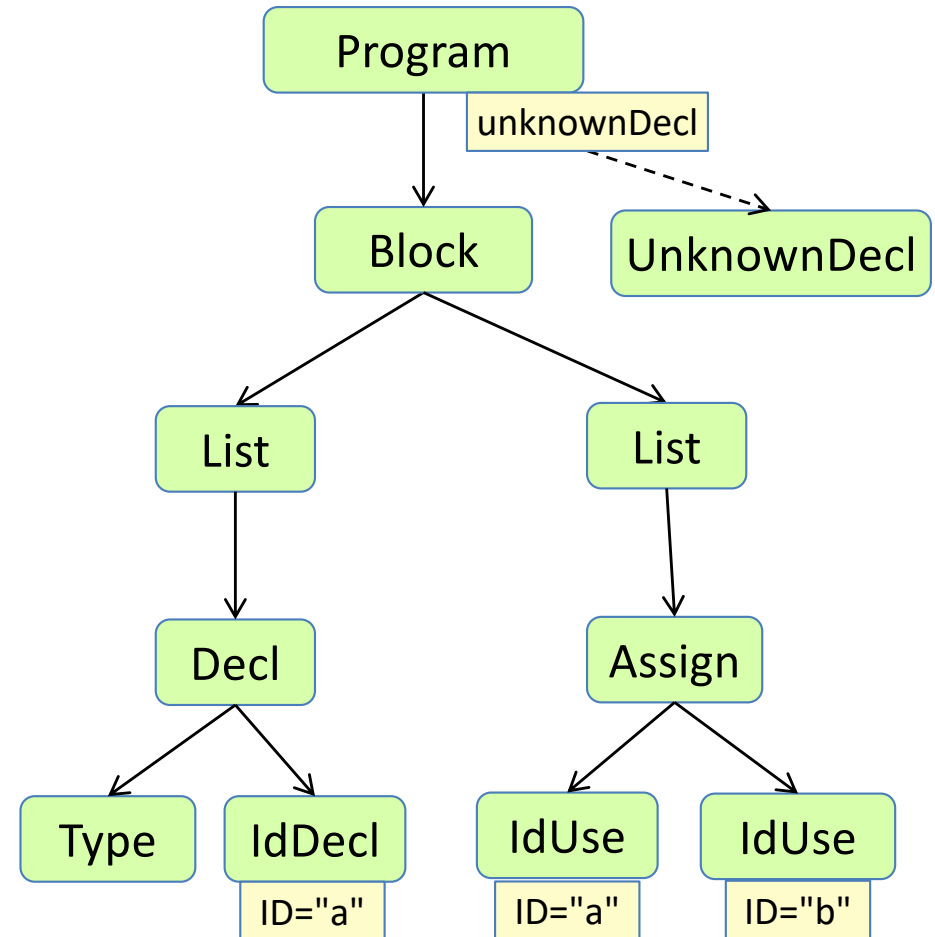 Program
unknownDecl
Block
UnknownDecl
List
List
Decl
Assign
Type
IdDecl
IdUse
IdUse
ID="a"
ID="a"
ID="b"